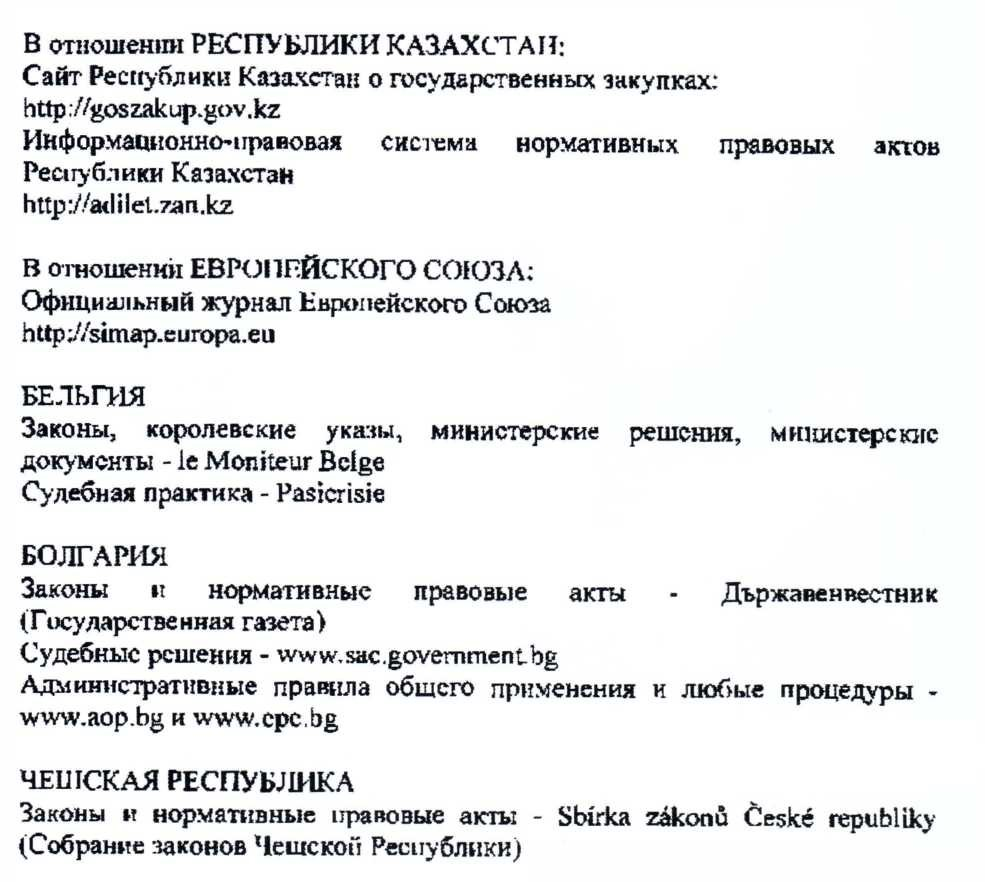 В отношении РЕСПУБЛИКИ КАЗАХСТАН:
Сайт Республики Казахстан о государственных закупках:
http://goszakup.gov.kz
Информационно-правовая система нормативных правовых актов
Республики Казахстан
http://adilet.zan.kz
В отношении ЕВРОПЕЙСКОГО СОЮЗА:
Официальный журнал Европейского Союза
http://simap.europa.eu
БЕЛЬГИЯ
Законы, королевские указы, министерские решения, министерские
документы - le Moniteur Belge
Судебная практика - Pasicrisie
БОЛГАРИЯ
Законы и нормативные правовые акты - Държавенвестник
(Государственная газета)
Судебные решения - www.sac.government.bg
Административные правила общего применения и любые процедуры -
www.aop.bg и www.cpc.bg
ЧЕШСКАЯ РЕСПУБЛИКА
Законы и нормативные правовые акты - Sbírka zákonů České republiky
(Собрание законов Чешской Республики)